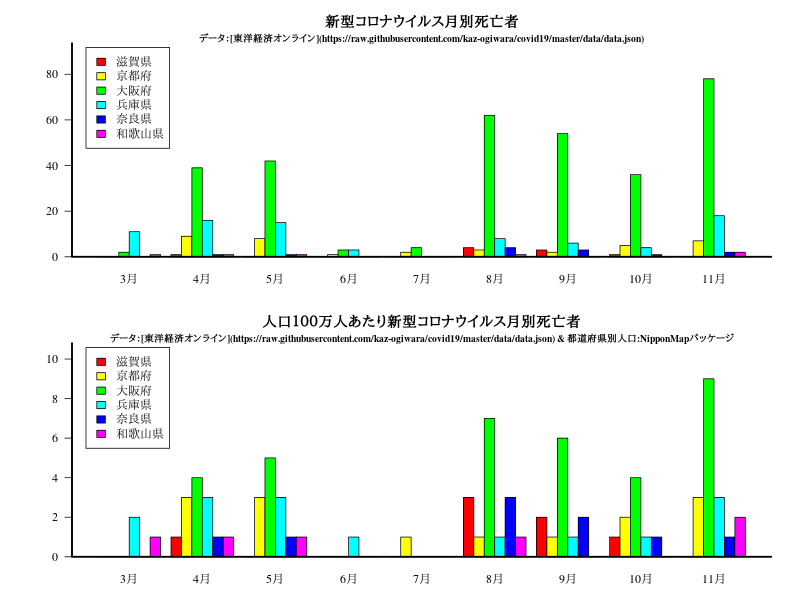 新型コロナウイルス月別死亡者
データ:[東洋経済オンライン](https://raw.githubusercontent.com/kaz-ogiwara/covid19/master/data/data.json)
滋賀県
京都府
大阪府
兵庫県
奈良県
和歌山県
80
60
40
20
0
3月 4月 5月 6月 7月 8月 9月 10月 11月
人口100万人あたり新型コロナウイルス月別死亡者
データ:[東洋経済オンライン](https://raw.githubusercontent.com/kaz-ogiwara/covid19/master/data/data.json) & 都道府県別人口:NipponMapパッケージ
滋賀県
京都府
大阪府
兵庫県
奈良県
和歌山県
10
8
6
4
2
0
3月 4月 5月 6月 7月 8月 9月 10月 11月